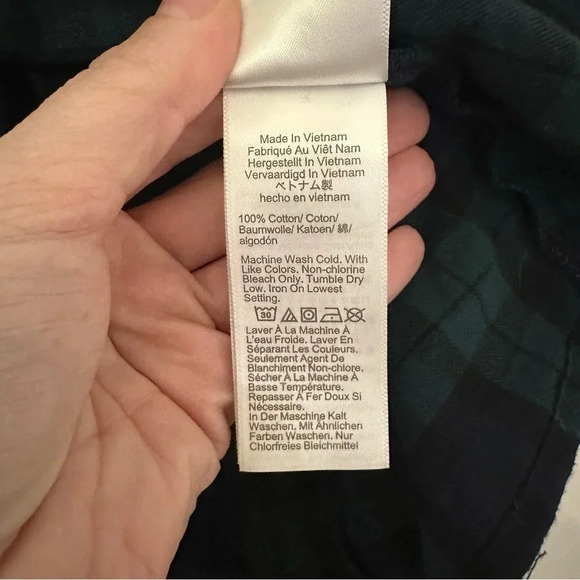 Made In Vietnam
Fabriqué Au Viêt Nam
Hergestellt In Vietnam
Vervaardigd In Vietnam
ベトナム製
hecho en vietnam
100% Cotton/ Coton/
Baumwolle/ Katoen/ 綿/
algodón
Machine Wash Cold. With
Like Colors. Non-chlorine
Bleach Only. Tumble Dry
Low. Iron On Lowest
Setting.
30
Laver À La Machine À
L'eau Froide. Laver En
Séparant Les Couleurs.
Seulement Agent De
Blanchiment Non-chlore.
Sécher À La Machine À
Basse Température.
Repasser À Fer Doux Si
Nécessaire.
In Der Maschine Kalt
Waschen. Mit Ähnlichen
Farben Waschen. Nur
Chlorfreies Bleichmittel